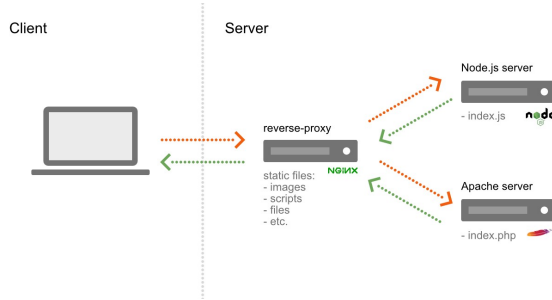 Client
Server
Node.js server
- index.js
node
reverse-proxy
NGINX
static files:
- images
- scripts
- files
- etc.
Apache server
- index.php